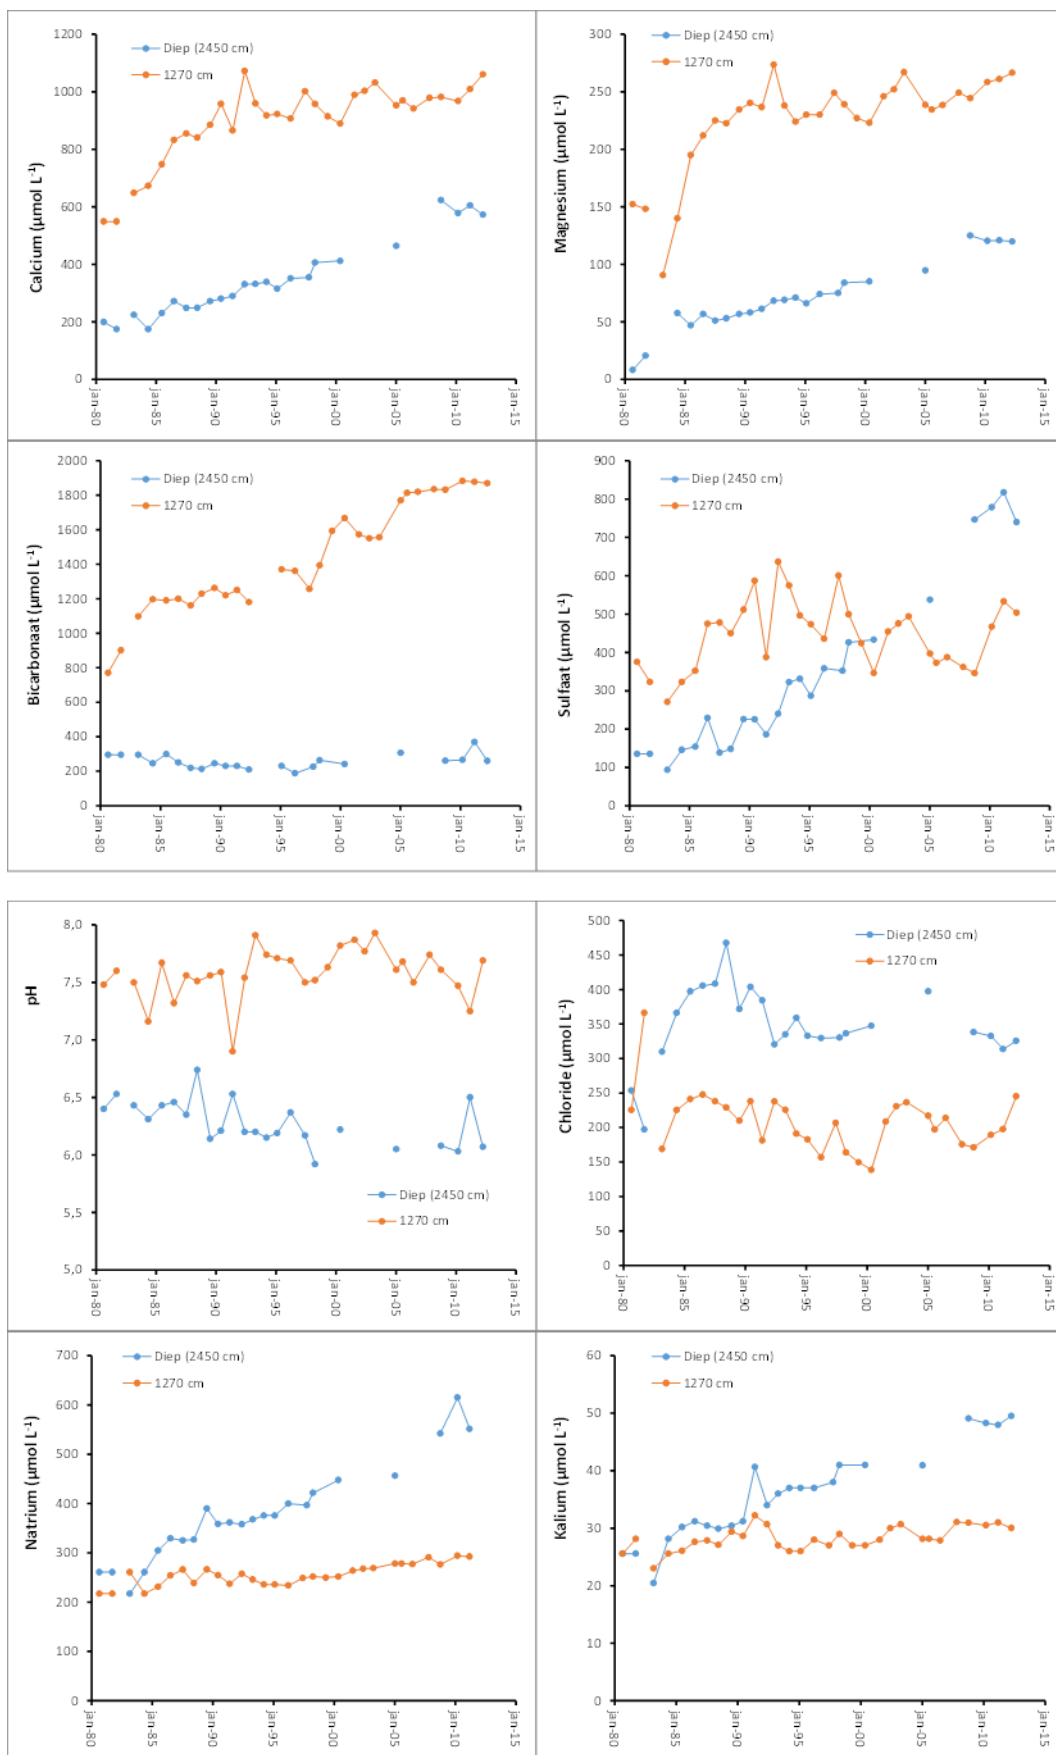 Calcium (µmol L⁻¹)
1200
1000
800
600
400
200
0
Diep (2450 cm)
1270 cm
jan-80
jan-85
jan-90
jan-95
jan-00
jan-05
jan-10
jan-15
Magnesium (µmol L⁻¹)
300
250
200
150
100
50
0
Diep (2450 cm)
1270 cm
jan-80
jan-85
jan-90
jan-95
jan-00
jan-05
jan-10
jan-15
Bicarbonaat (µmol L⁻¹)
2000
1800
1600
1400
1200
1000
800
600
400
200
0
Diep (2450 cm)
1270 cm
jan-80
jan-85
jan-90
jan-95
jan-00
jan-05
jan-10
jan-15
Sulfaat (µmol L⁻¹)
900
800
700
600
500
400
300
200
100
0
Diep (2450 cm)
1270 cm
jan-80
jan-85
jan-90
jan-95
jan-00
jan-05
jan-10
jan-15
pH
8,0
7,5
7,0
6,5
6,0
5,5
5,0
Diep (2450 cm)
1270 cm
jan-80
jan-85
jan-90
jan-95
jan-00
jan-05
jan-10
jan-15
Chloride (µmol L⁻¹)
500
450
400
350
300
250
200
150
100
50
0
Diep (2450 cm)
1270 cm
jan-80
jan-85
jan-90
jan-95
jan-00
jan-05
jan-10
jan-15
Natrium (µmol L⁻¹)
700
600
500
400
300
200
100
0
Diep (2450 cm)
1270 cm
jan-80
jan-85
jan-90
jan-95
jan-00
jan-05
jan-10
jan-15
Kalium (µmol L⁻¹)
60
50
40
30
20
10
0
Diep (2450 cm)
1270 cm
jan-80
jan-85
jan-90
jan-95
jan-00
jan-05
jan-10
jan-15